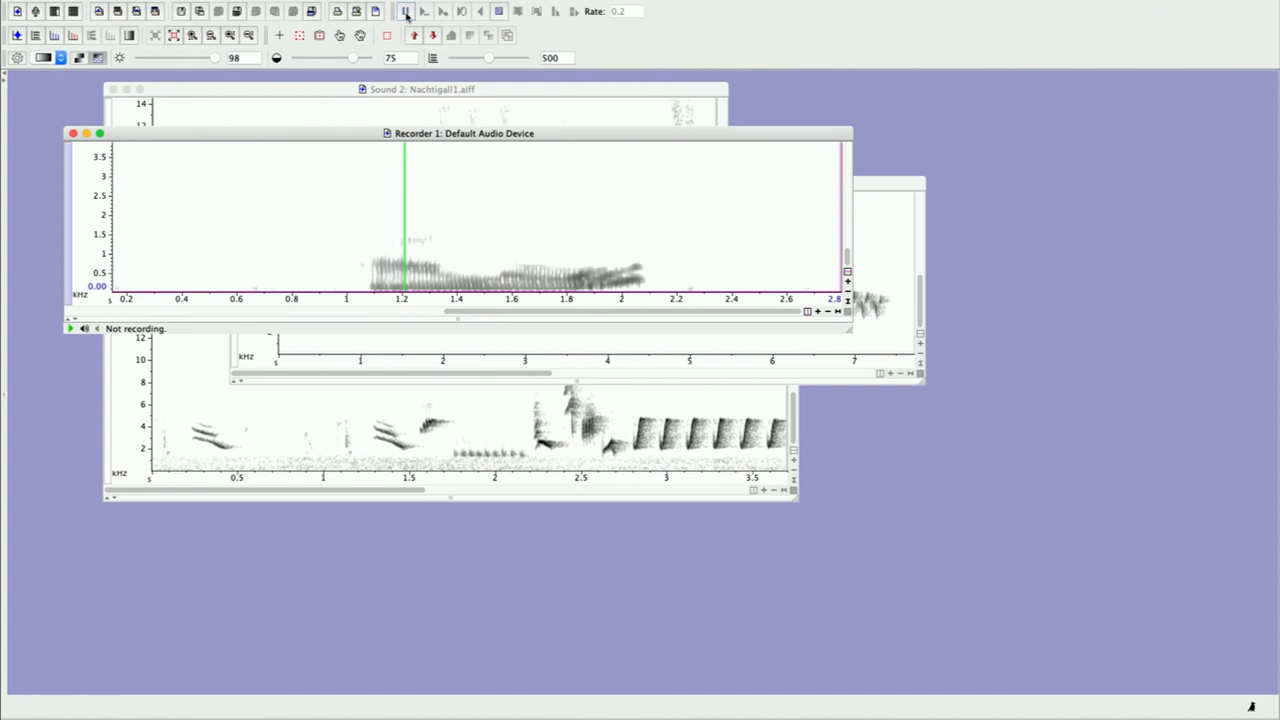 Rate: 0.2
98
75
500
Sound 2: Nachtigall1.aiff
14
12
Recorder 1: Default Audio Device
3.5
3
2.5
2
1.5
1
0.5
0.00
kHz
s 0.2 0.4 0.6 0.8 1 1.2 1.4 1.6 1.8 2 2.2 2.4 2.6 2.8
Not recording.
kHz
s 1 2 3 4 5 6 7
12
10
8
6
4
2
kHz
s 0.5 1 1.5 2 2.5 3 3.5